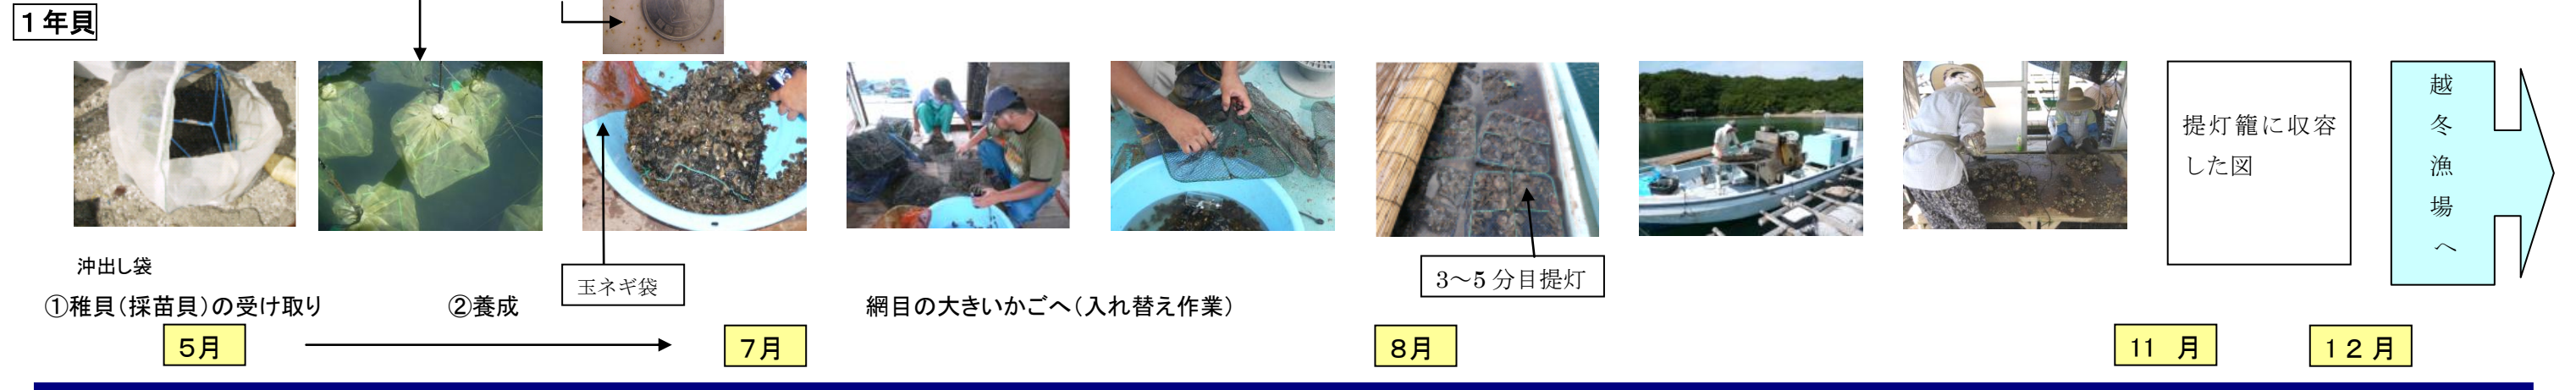 １年貝
沖出し袋
①稚貝（採苗貝）の受け取り
②養成
玉ネギ袋
網目の大きいかごへ（入れ替え作業）
3～5 分目提灯
提灯籠に収容
した図
越冬漁場へ
5月
7月
8月
11 月
12月